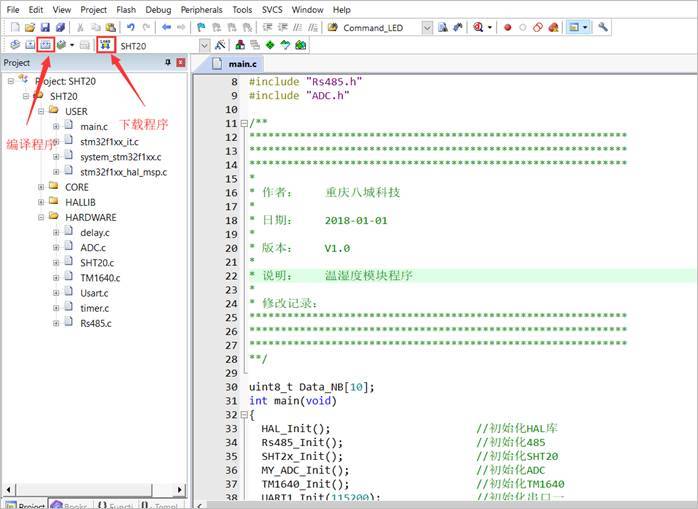 File Edit View Project Flash Debug Peripherals Tools SVCS Window Help
Command_LED
LOAD
SHT20
Project
main.c
Project: SHT20
SHT20
USER
main.c
stm32f1xx_it.c
system_stm32f1xx.c
stm32f1xx_hal_msp.c
CORE
HALLIB
HARDWARE
delay.c
ADC.c
SHT20.c
TM1640.c
Usart.c
timer.c
Rs485.c
编译程序
下载程序
8 #include "Rs485.h"
9 #include "ADC.h"
10
11 /**
12 ************************************************************
13 ************************************************************
14 ************************************************************
15 *
16 * 作者: 重庆八城科技
17 *
18 * 日期: 2018-01-01
19 *
20 * 版本: V1.0
21 *
22 * 说明: 温湿度模块程序
23 *
24 * 修改记录:
25 ************************************************************
26 ************************************************************
27 ************************************************************
28 **/
29
30 uint8_t Data_NB[10];
31 int main(void)
32 {
33 HAL_Init(); //初始化HAL库
34 Rs485_Init(); //初始化485
35 SHT2x_Init(); //初始化SHT20
36 MY_ADC_Init(); //初始化ADC
37 TM1640_Init(); //初始化TM1640
38 UART1_Init(115200); //初始化串口一
Project Books Functi Templ